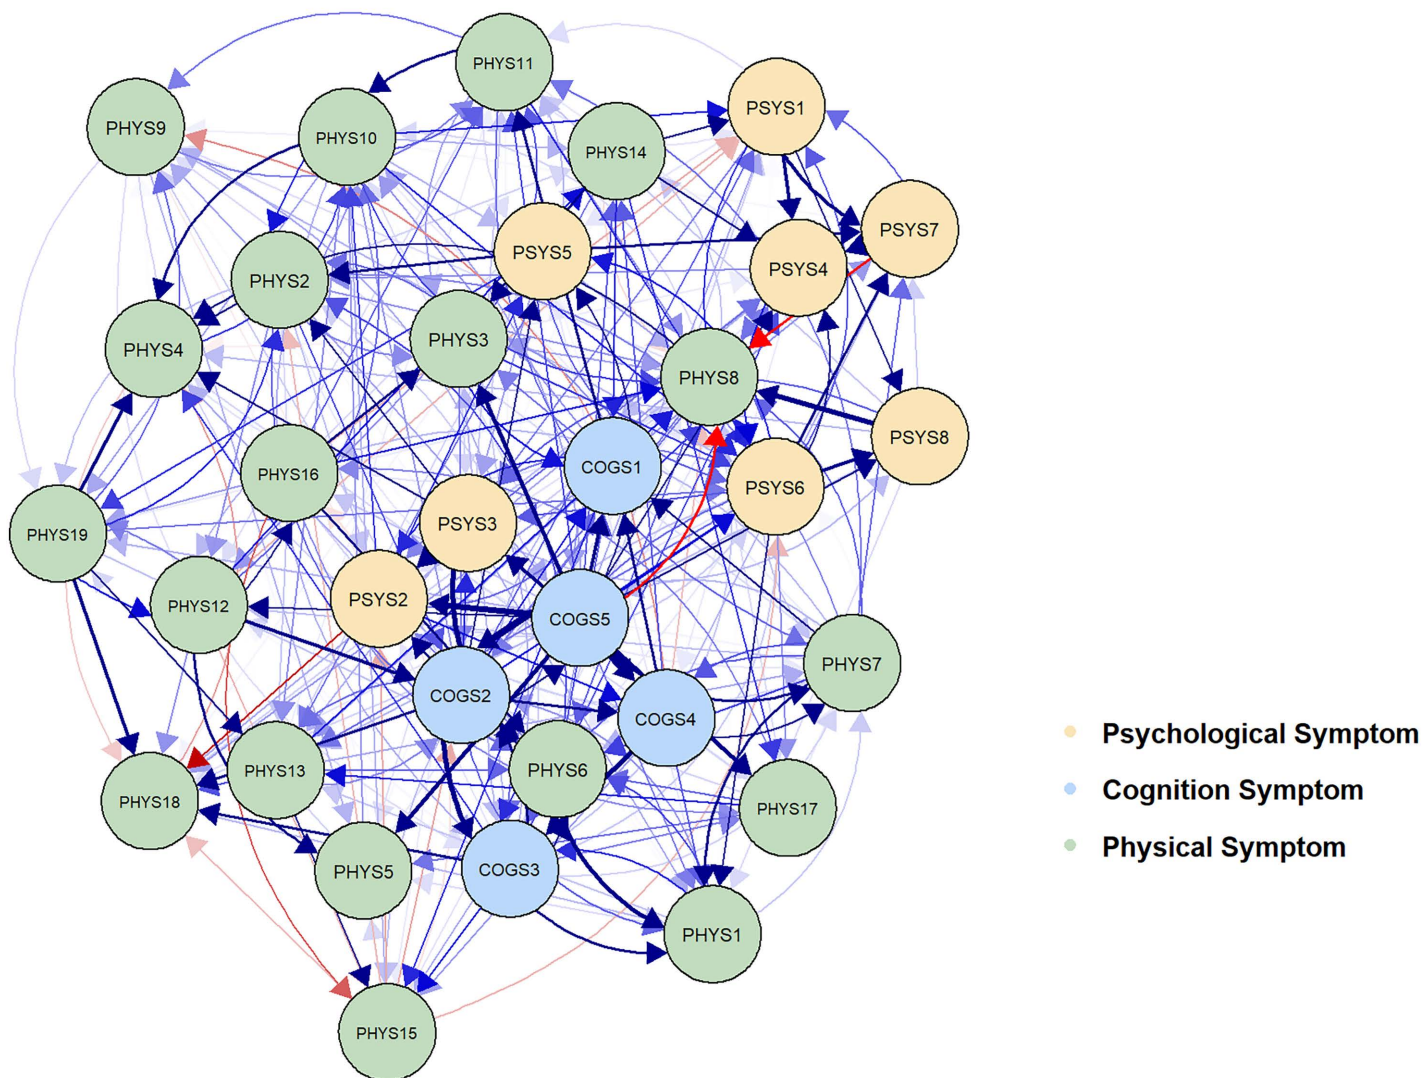 PHYS11
PSYS1
PHYS9
PHYS10
PHYS14
PSYS7
PSYS5
PSYS4
PHYS2
PHYS3
PHYS4
PHYS8
PSYS8
COGS1
PHYS16
PSYS6
PSYS3
PHYS19
PSYS2
PHYS12
COGS5
PHYS7
COGS2
COGS4
Psychological Symptom
PHYS6
PHYS13
Cognition Symptom
PHYS18
PHYS17
Physical Symptom
COGS3
PHYS5
PHYS1
PHYS15